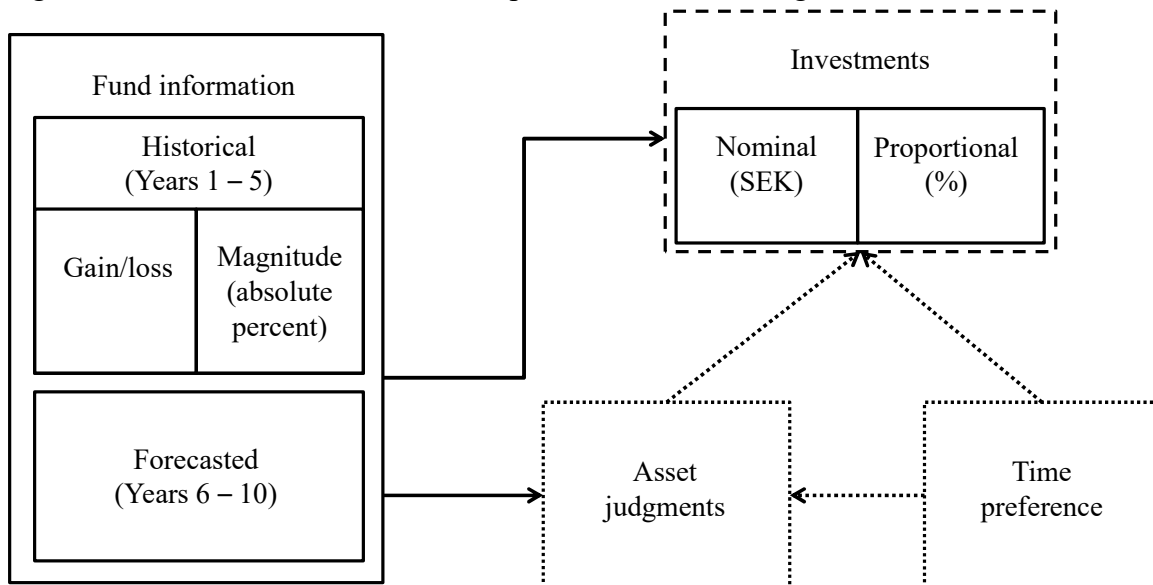 Fund information
Historical
(Years 1 – 5)
Gain/loss
Magnitude
(absolute
percent)
Forecasted
(Years 6 – 10)
Investments
Nominal
(SEK)
Proportional
(%)
Asset
judgments
Time
preference